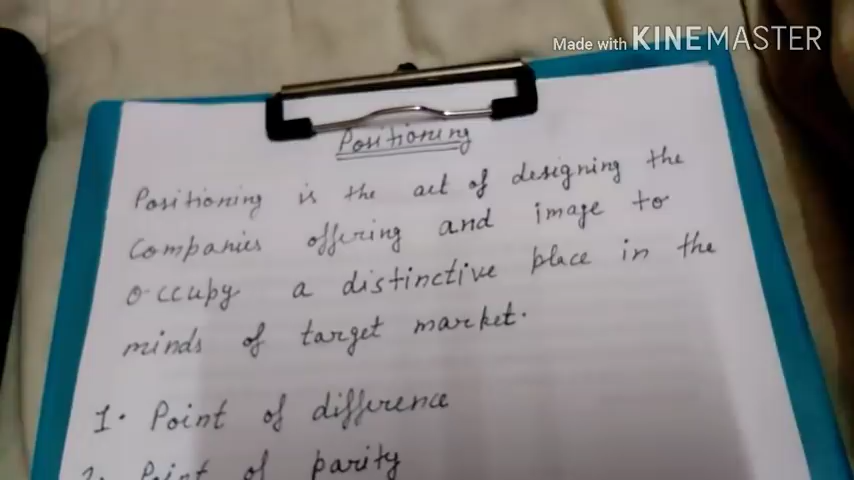 Made with KINEMASTER
Positioning
Positioning is the act of designing the
Companies offering and image to
occupy a distinctive place in the
minds of target market.
1. Point of difference
2. Point of parity